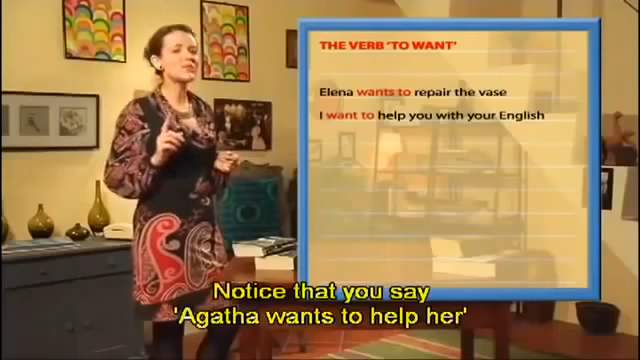 THE VERB 'TO WANT'
Elena wants to repair the vase
I want to help you with your English
Notice that you say
'Agatha wants to help her'